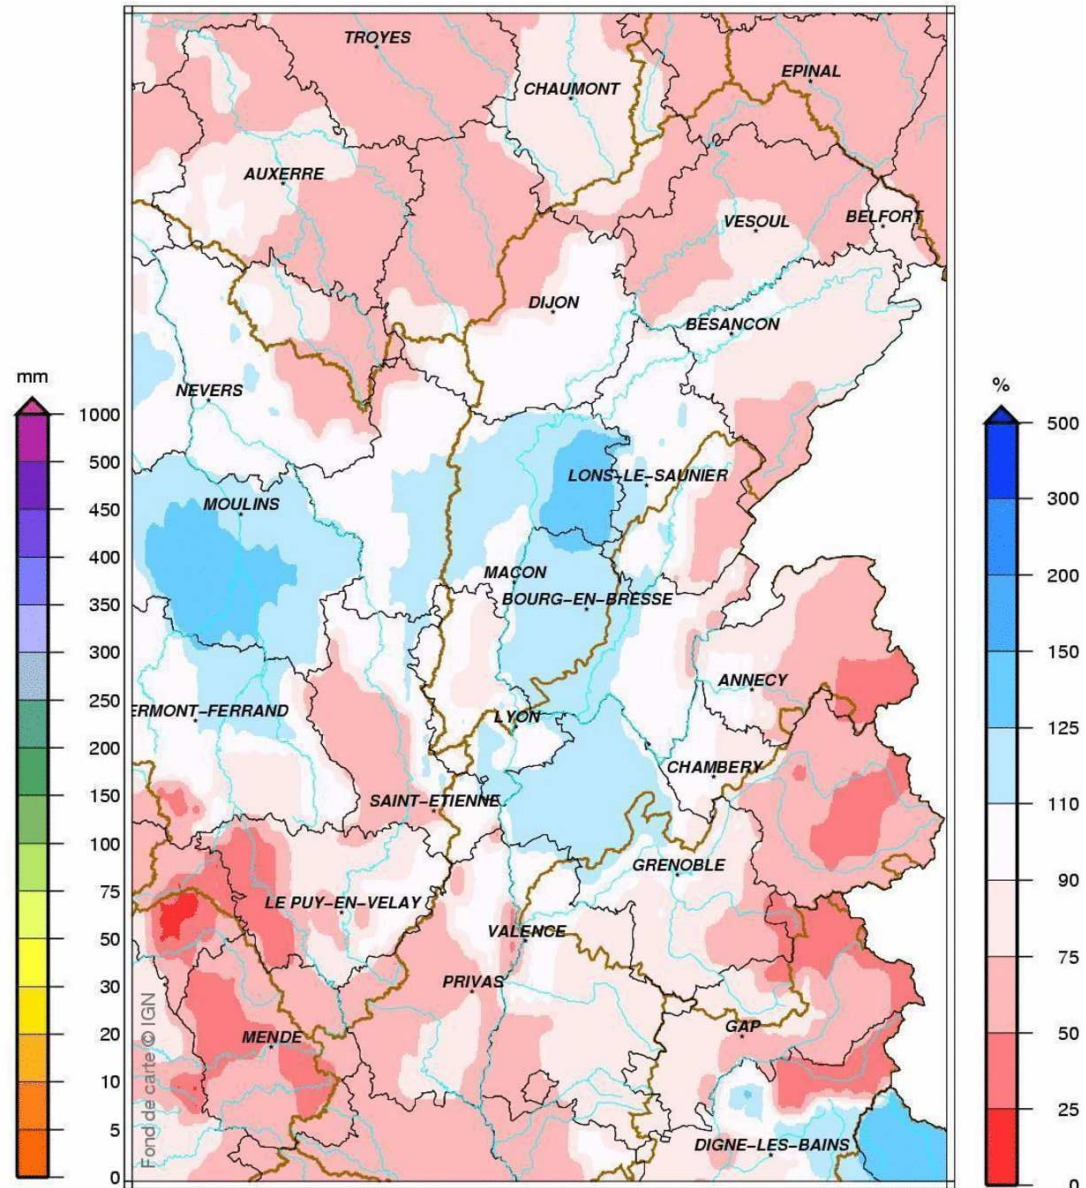 TROYES
CHAUMONT
EPINAL
AUXERRE
VESOUL
BELFORT
DIJON
BESANCON
NEVERS
LONS-LE-SAUNIER
MOULINS
MACON
BOURG-EN-BRESSE
ANNECY
ERMONT-FERRAND
LYON
CHAMBERY
SAINT-ETIENNE
GRENOBLE
LE PUY-EN-VELAY
VALENCE
PRIVAS
GAP
MENDE
DIGNE-LES-BAINS
Fond de carte © IGN
mm
1000
500
450
400
350
300
250
200
150
100
75
50
30
20
10
5
0
%
500
300
200
150
125
110
90
75
50
25
0